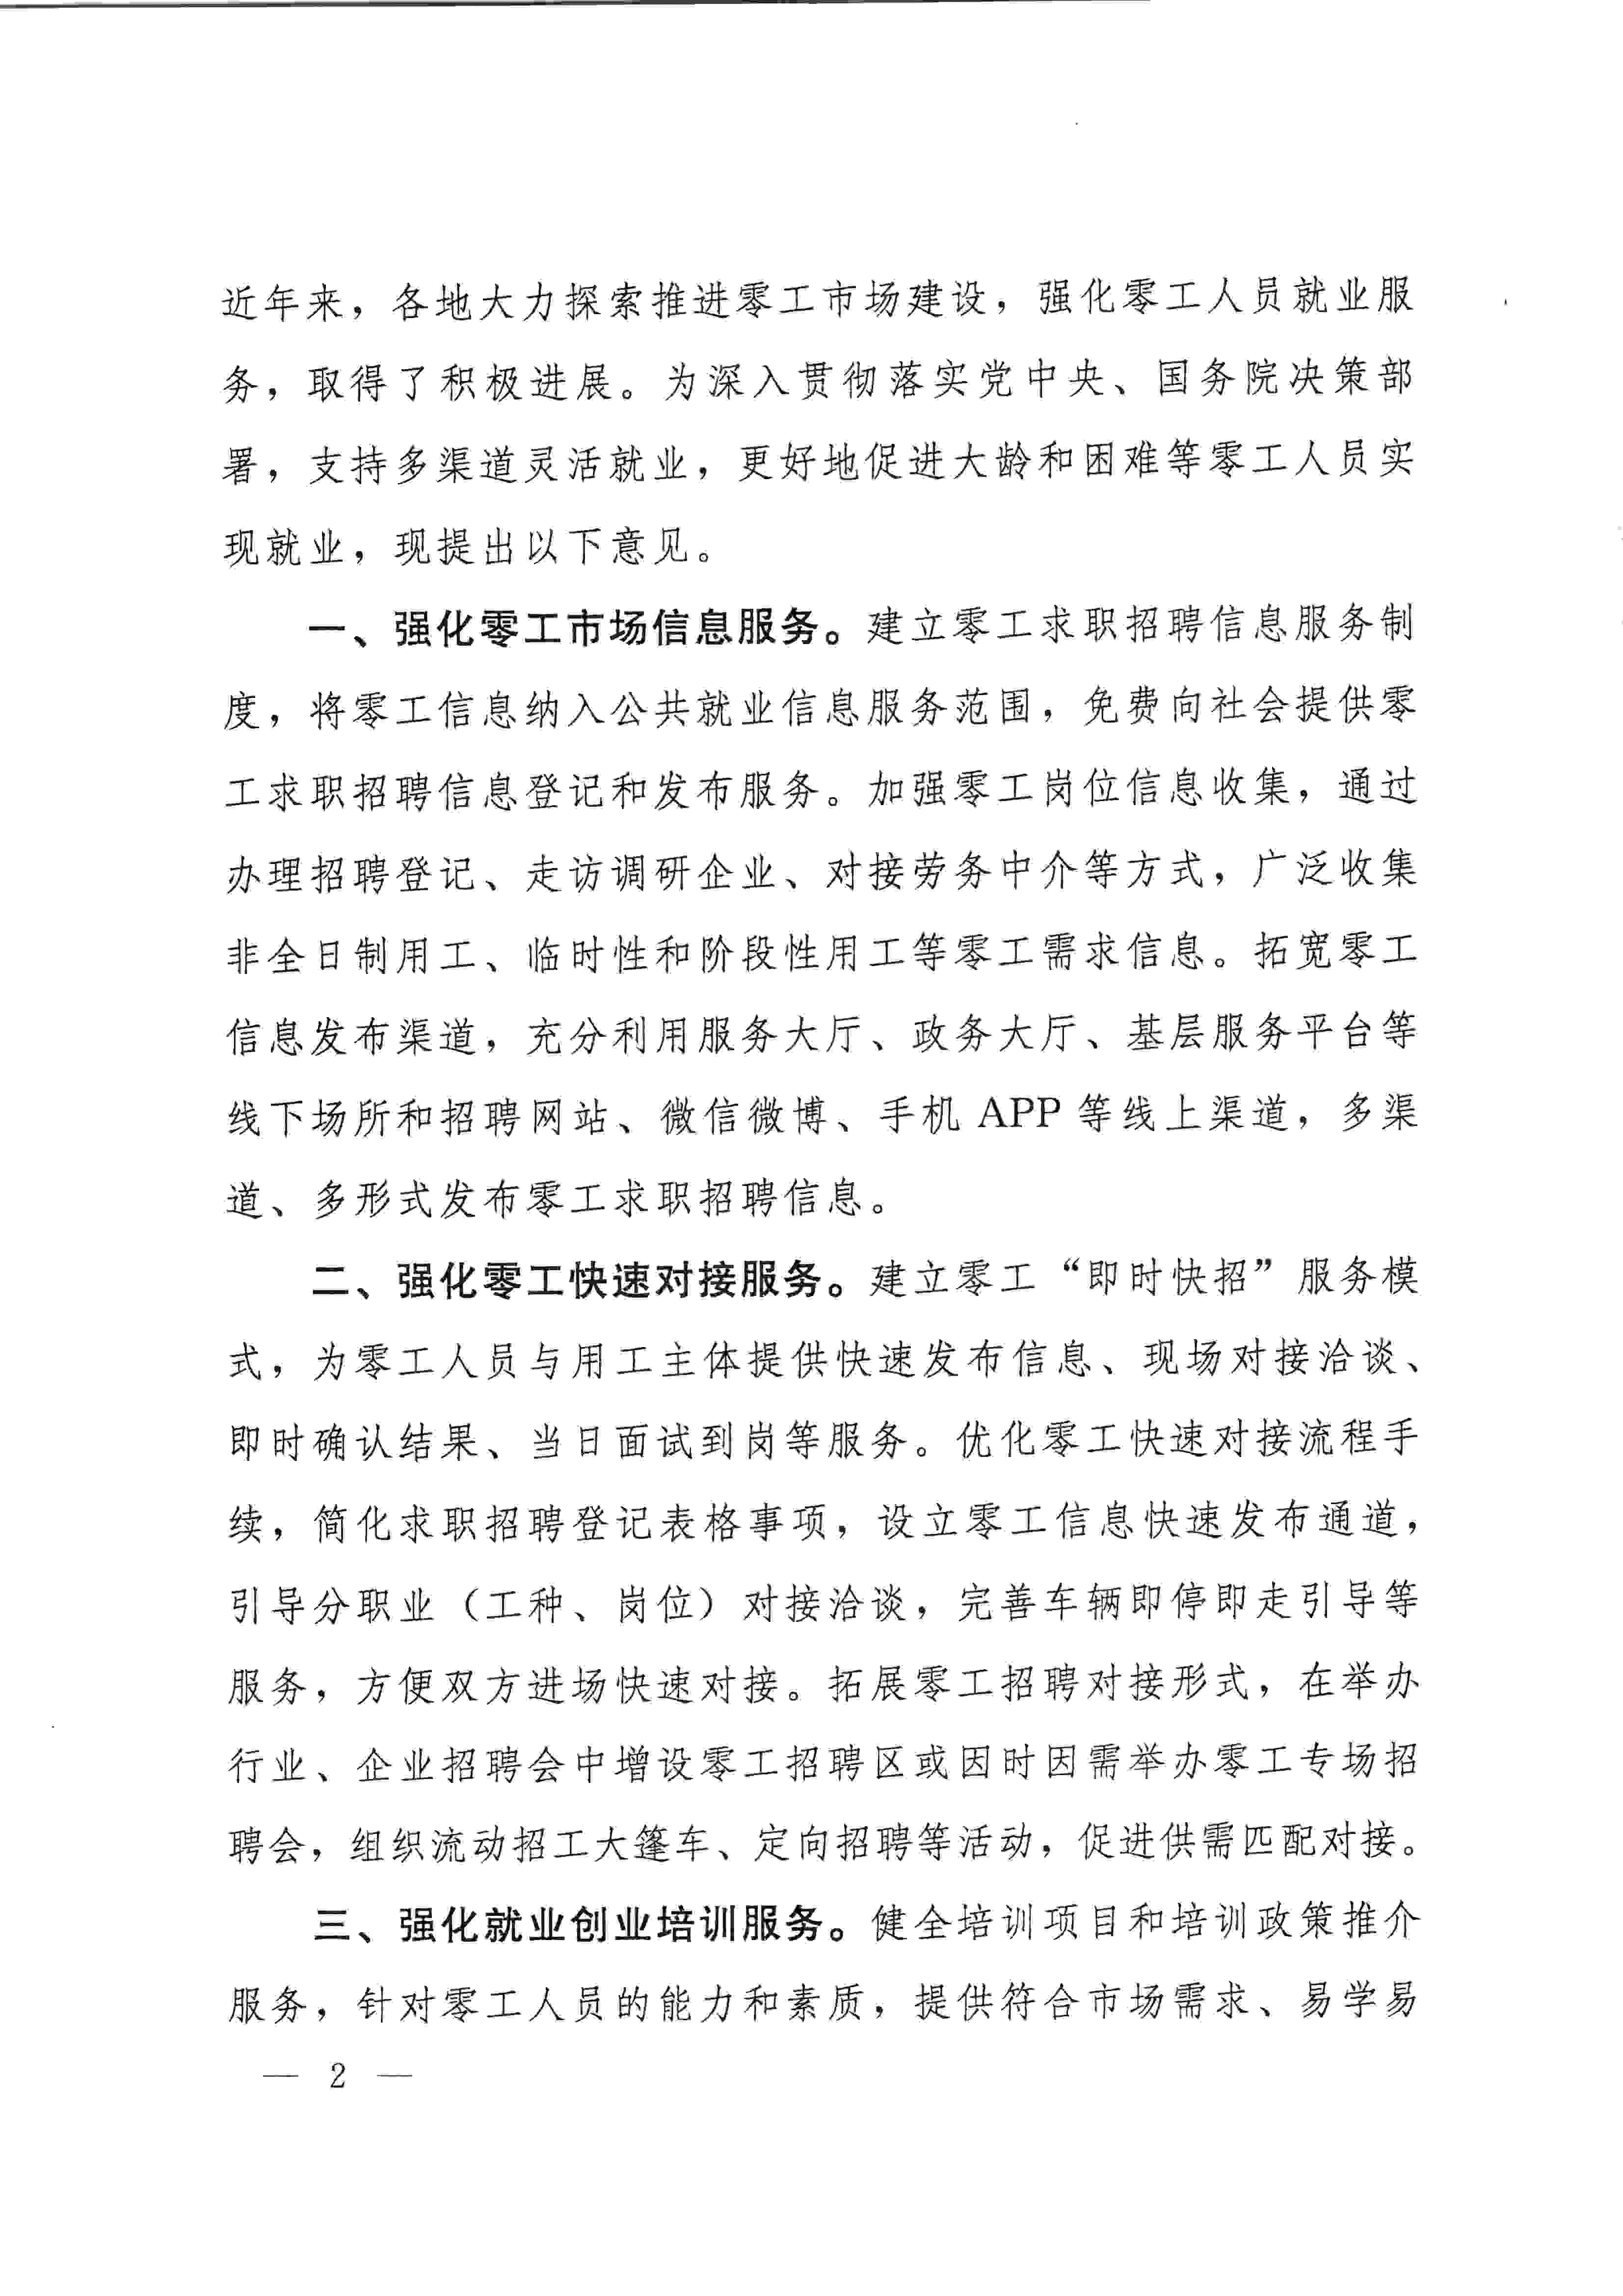 近年来，各地大力探索推进零工市场建设，强化零工人员就业服
务，取得了积极进展。为深入贯彻落实党中央、国务院决策部
署，支持多渠道灵活就业，更好地促进大龄和困难等零工人员实
现就业，现提出以下意见。
一、强化零工市场信息服务。建立零工求职招聘信息服务制
度，将零工信息纳入公共就业信息服务范围，免费向社会提供零
工求职招聘信息登记和发布服务。加强零工岗位信息收集，通过
办理招聘登记、走访调研企业、对接劳务中介等方式，广泛收集
非全日制用工、临时性和阶段性用工等零工需求信息。拓宽零工
信息发布渠道，充分利用服务大厅、政务大厅、基层服务平台等
线下场所和招聘网站、微信微博、手机 APP 等线上渠道，多渠
道、多形式发布零工求职招聘信息。
二、强化零工快速对接服务。建立零工“即时快招”服务模
式，为零工人员与用工主体提供快速发布信息、现场对接洽谈、
即时确认结果、当日面试到岗等服务。优化零工快速对接流程手
续，简化求职招聘登记表格事项，设立零工信息快速发布通道，
引导分职业（工种、岗位）对接洽谈，完善车辆即停即走引导等
服务，方便双方进场快速对接。拓展零工招聘对接形式，在举办
行业、企业招聘会中增设零工招聘区或因时因需举办零工专场招
聘会，组织流动招工大篷车、定向招聘等活动，促进供需匹配对接。
三、强化就业创业培训服务。健全培训项目和培训政策推介
服务，针对零工人员的能力和素质，提供符合市场需求、易学易
— 2 —